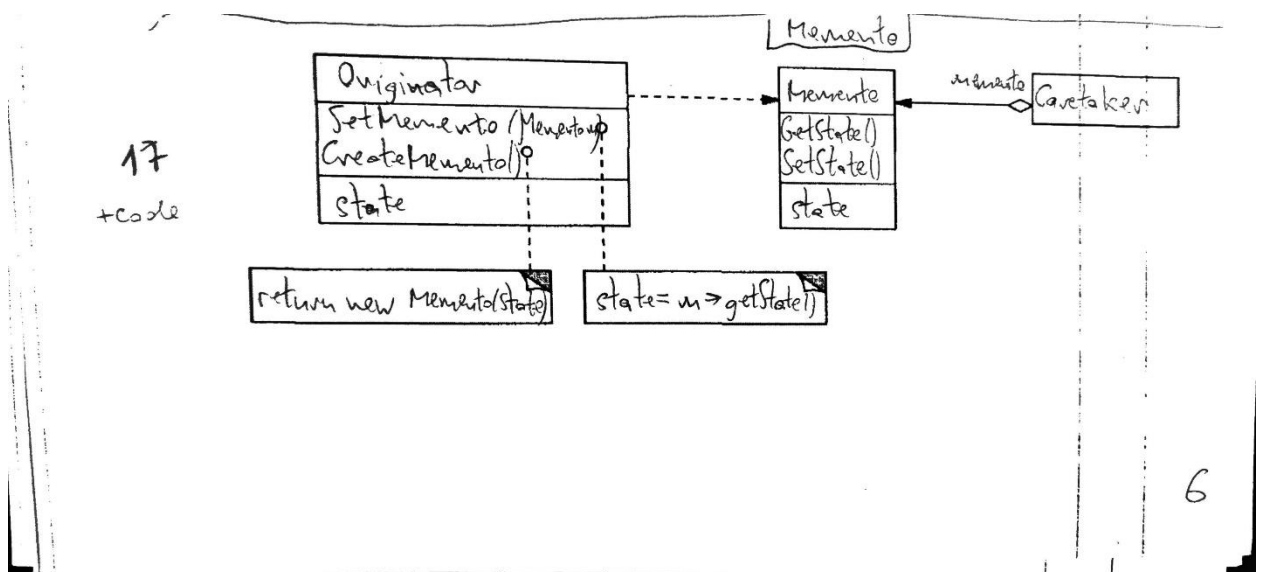 Memento
Originator
SetMemento(Memento m)
CreateMemento()
state
Memento
GetState()
SetState()
state
memento
Caretaker
17
+code
return new Memento(state)
state= m->getState()
6